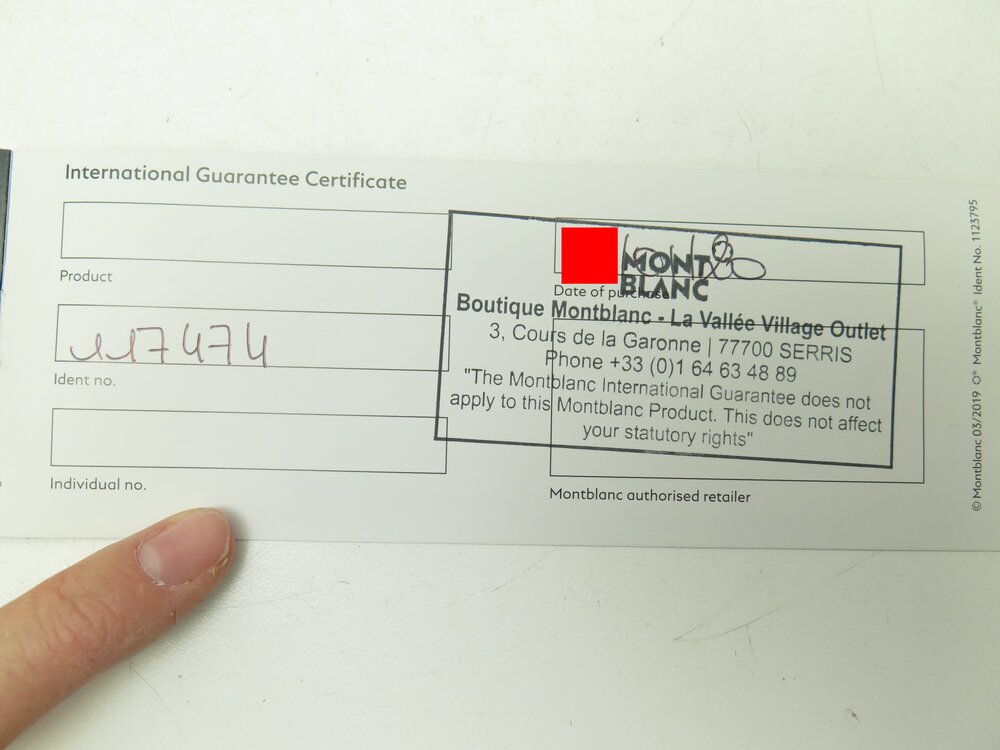 International Guarantee Certificate
Product
117474
Ident no.
Individual no.
MONT
BLANC
Date of purchase
Boutique Montblanc - La Vallée Village Outlet
3, Cours de la Garonne | 77700 SERRIS
Phone +33 (0)1 64 63 48 89
"The Montblanc International Guarantee does not
apply to this Montblanc Product. This does not affect
your statutory rights"
Montblanc authorised retailer
© Montblanc 03/2019 O® Montblanc® Ident No. 1123795